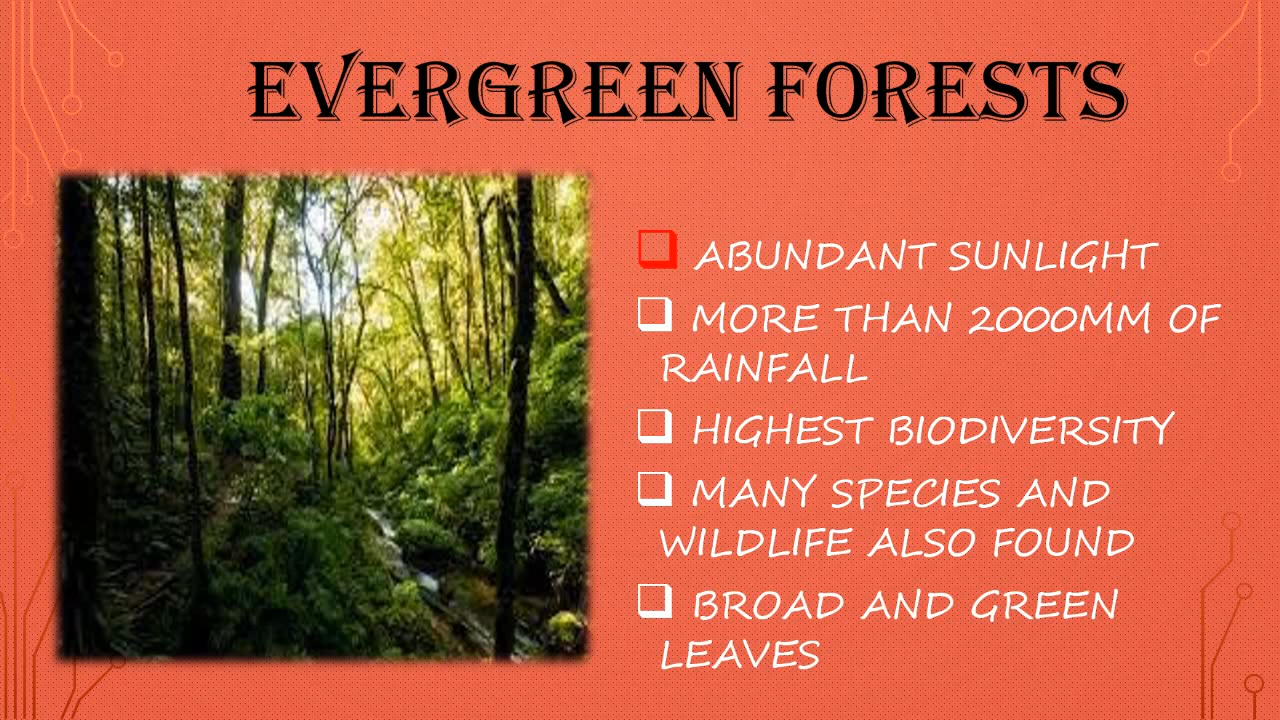 EVERGREEN FORESTS
ABUNDANT SUNLIGHT
MORE THAN 2000MM OF
RAINFALL
HIGHEST BIODIVERSITY
MANY SPECIES AND
WILDLIFE ALSO FOUND
BROAD AND GREEN
LEAVES